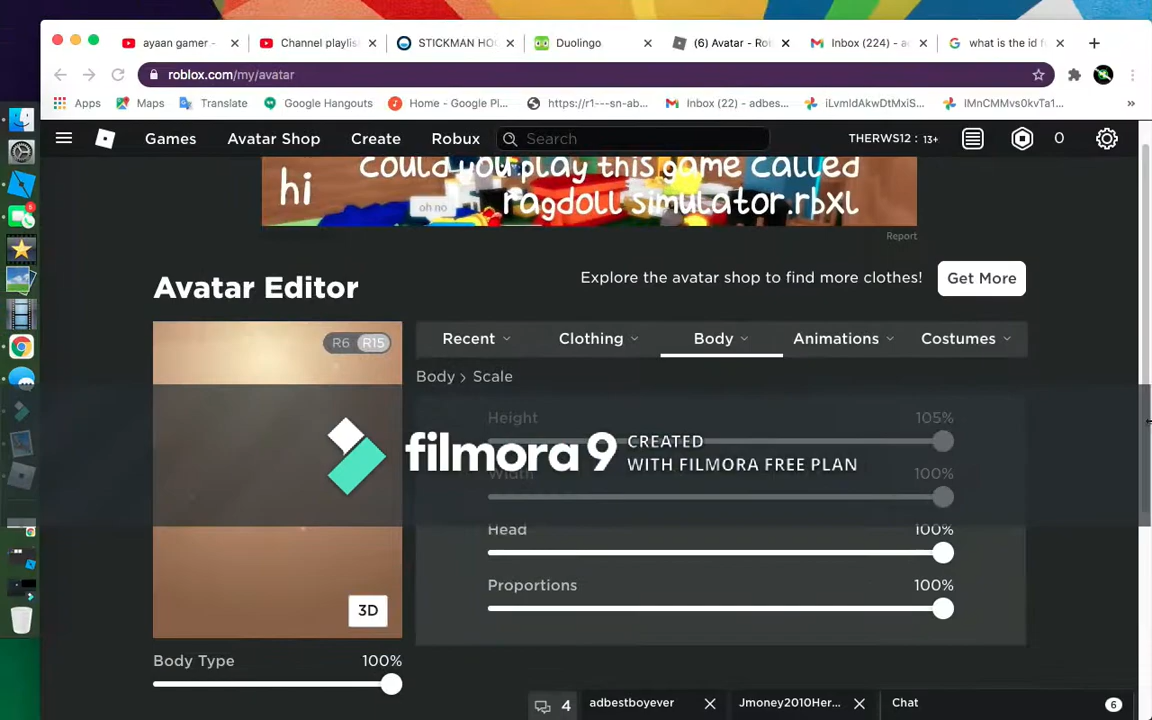 ayaan gamer -
Channel playlis
STICKMAN HO
Duolingo
(6) Avatar - Ro
Inbox (224) - a
what is the id f
roblox.com/my/avatar
Apps
Maps
Translate
Google Hangouts
Home - Google Pl...
https://r1---sn-ab...
Inbox (22) - adbes...
iLvmldAkwDtMxiS...
lMnCMMvs0kvTa1...
»
Games
Avatar Shop
Create
Robux
Search
THERWS12 : 13+
0
Could you play this game called
hi
oh no
ragdoll simulator.rbxl
Report
Avatar Editor
Explore the avatar shop to find more clothes!
Get More
R6 R15
Recent
Clothing
Body
Animations
Costumes
Body > Scale
Height 105%
filmora 9
CREATED
WITH FILMORA FREE PLAN
Width 100%
Head 100%
Proportions 100%
3D
Body Type 100%
4
adbestboyever
Jmoney2010Her...
Chat
6